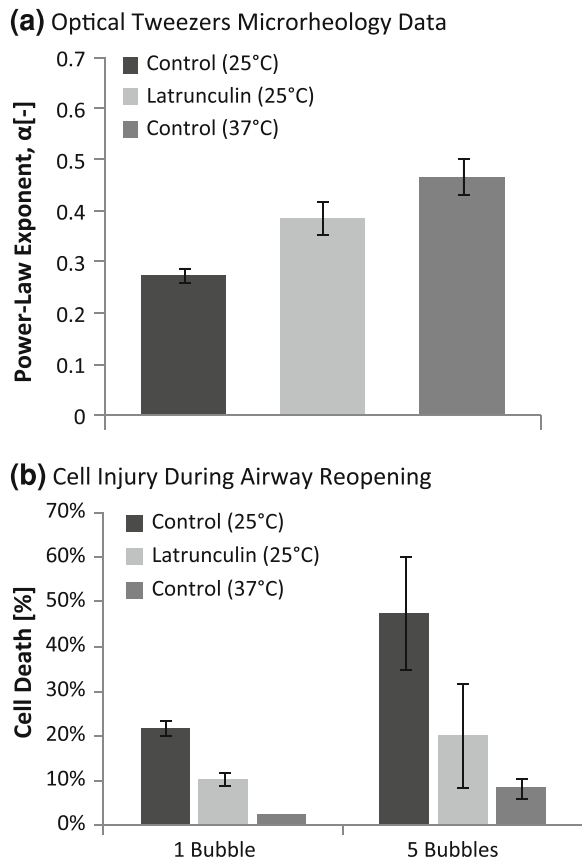 (a) Optical Tweezers Microrheology Data
Power-Law Exponent, α[-]
0.7
0.6
0.5
0.4
0.3
0.2
0.1
0
Control (25°C)
Latrunculin (25°C)
Control (37°C)
(b) Cell Injury During Airway Reopening
Cell Death [%]
70%
60%
50%
40%
30%
20%
10%
0%
Control (25°C)
Latrunculin (25°C)
Control (37°C)
1 Bubble
5 Bubbles